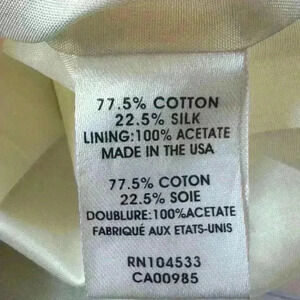 77.5% COTTON
22.5% SILK
LINING:100% ACETATE
MADE IN THE USA
77.5% COTON
22.5% SOIE
DOUBLURE:100%ACETATE
FABRIQUÉ AUX ETATS-UNIS
RN104533
CA00985